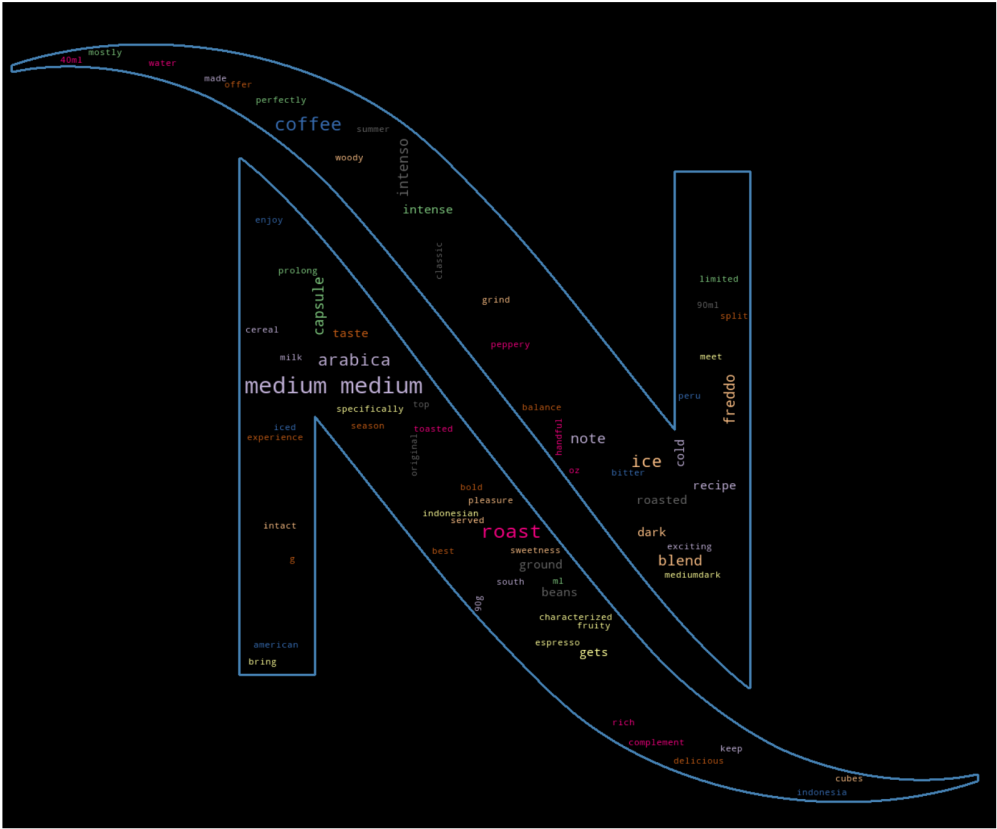 mostly
40ml
water
made
offer
perfectly
coffee
summer
intenso
woody
intense
enjoy
classic
prolong
limited
capsule
grind
90ml
split
cereal
taste
peppery
milk
arabica
meet
medium medium
freddo
peru
specifically
top
balance
iced
season
toasted
handful
experience
note
cold
original
ice
oz
bitter
bold
recipe
pleasure
roasted
indonesian
served
intact
roast
dark
best
sweetness
exciting
g
ground
blend
south
ml
mediumdark
beans
90g
characterized
fruity
american
espresso
bring
gets
rich
complement
keep
delicious
cubes
indonesia